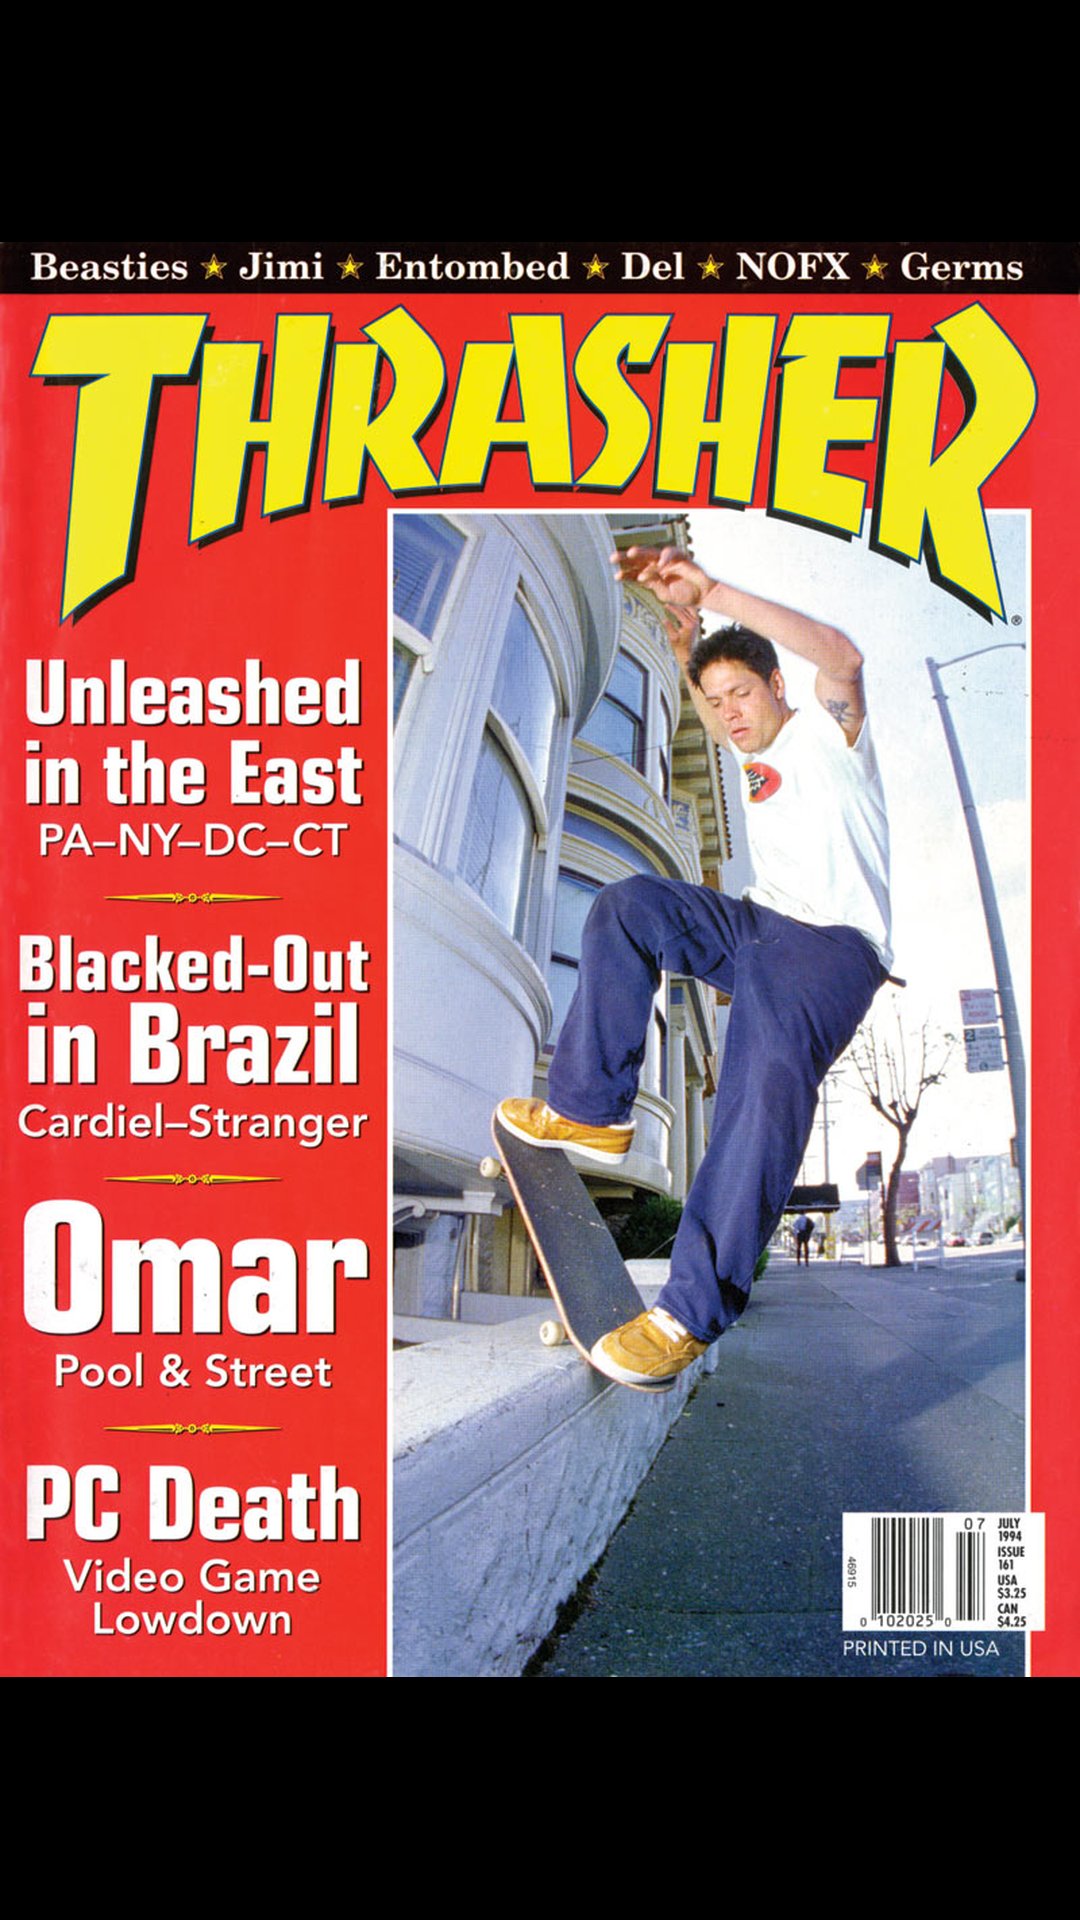 Beasties ★ Jimi ★ Entombed ★ Del ★ NOFX ★ Germs
THRASHER
®
Unleashed
in the East
PA–NY–DC–CT
Blacked-Out
in Brazil
Cardiel–Stranger
Omar
Pool & Street
PC Death
Video Game
Lowdown
46915
0 102025 0
07
JULY
1994
ISSUE
161
USA
$3.25
CAN
$4.25
PRINTED IN USA